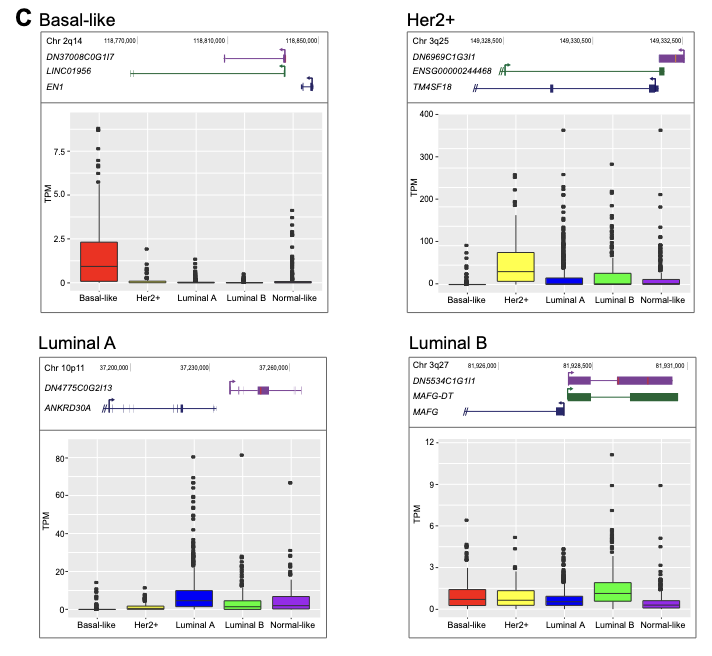 C Basal-like
Chr 2q14 118,770,000 118,810,000 118,850,000
DN37008C0G1I7
LINC01956
EN1
TPM
7.5
5.0
2.5
0
Basal-like Her2+ Luminal A Luminal B Normal-like
Her2+
Chr 3q25 149,328,500 149,330,500 149,332,500
DN6969C1G3I1
ENSG00000244468
TM4SF18
TPM
400
300
200
100
0
Basal-like Her2+ Luminal A Luminal B Normal-like
Luminal A
Chr 10p11 37,200,000 37,230,000 37,260,000
DN4775C0G2I13
ANKRD30A
TPM
80
60
40
20
0
Basal-like Her2+ Luminal A Luminal B Normal-like
Luminal B
Chr 3q27 81,926,000 81,928,500 81,931,000
DN5534C1G1I1
MAFG-DT
MAFG
TPM
12
9
6
3
0
Basal-like Her2+ Luminal A Luminal B Normal-like